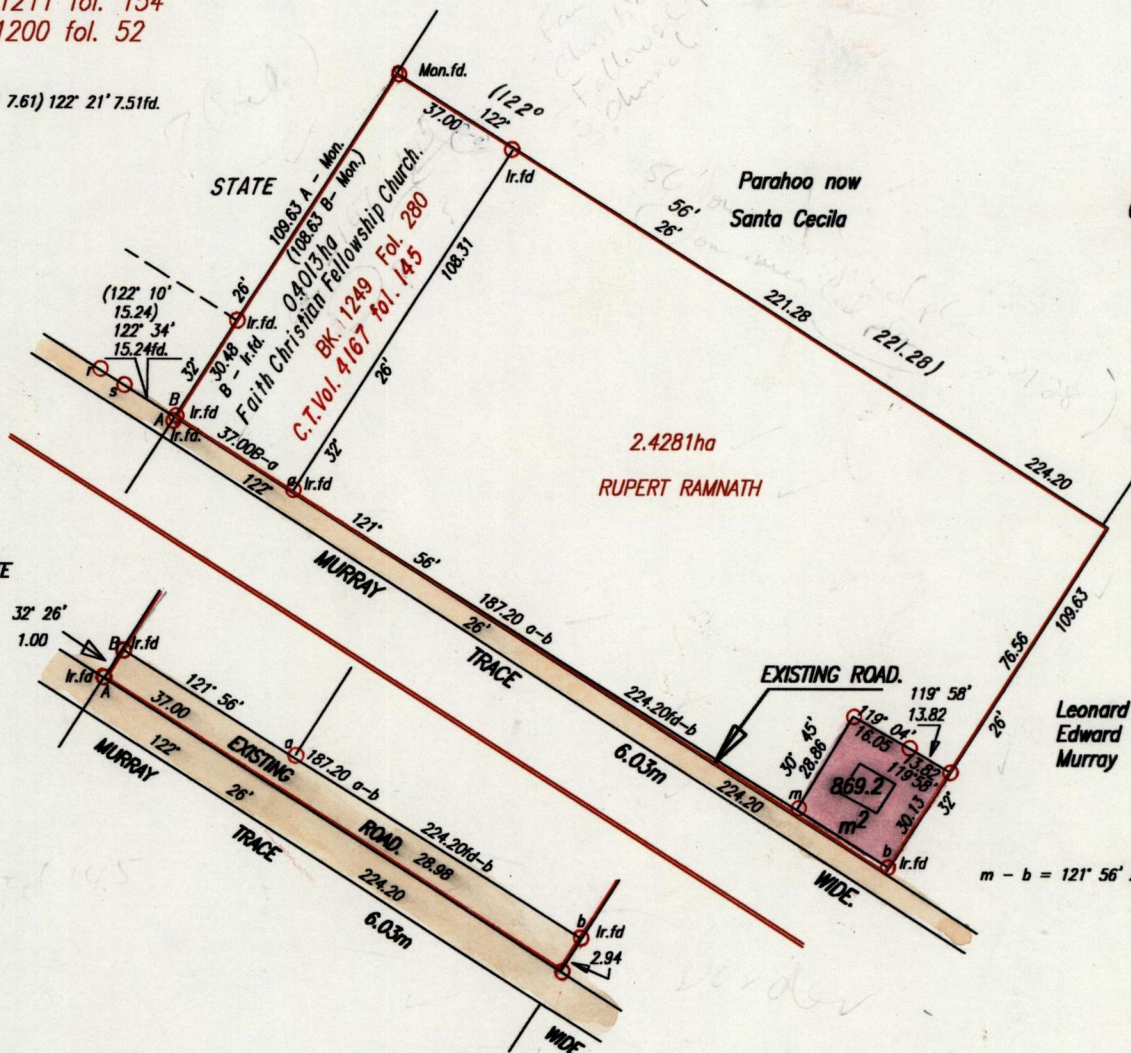 1211 fol. 154
1200 fol. 52
7.61) 122° 21' 7.51fd.
Mon.fd.
(122°
122°
37.00
Ir.fd
STATE
109.63 A - Mon.
(108.63 B- Mon.)
04013ha
Faith Christian Fellowship Church.
BK. 1249 Fol. 280
C.T.Vol. 4167 fol. 145
108.31
26'
32'
Parahoo now
Santa Cecila
56'
26'
221.28
(221.28)
224.20
26'
Ir.fd.
30.48
B - Ir.fd.
32'
(122° 10'
15.24)
122° 34'
15.24fd.
r
s
B
A
Ir.fd
Ir.fd.
37.00B-a
122°
a
Ir.fd
2.4281ha
RUPERT RAMNATH
121°
56'
187.20 a-b
26'
224.20fd-b
224.20
MURRAY
TRACE
6.03m
WIDE.
EXISTING ROAD.
109.63
76.56
26'
32'
119° 58'
13.82
119° 04'
16.05
13.82
119°58'
30° 45'
28.86
869.2
m2
30.13
m
b
Ir.fd
Leonard
Edward
Murray
m - b = 121° 56'
32° 26'
1.00
B
Ir.fd
Ir.fd
A
121° 56'
37.00
122°
26'
a
187.20 a-b
224.20fd-b
EXISTING
ROAD.
28.98
224.20
MURRAY
TRACE
6.03m
WIDE
b
Ir.fd
2.94
border